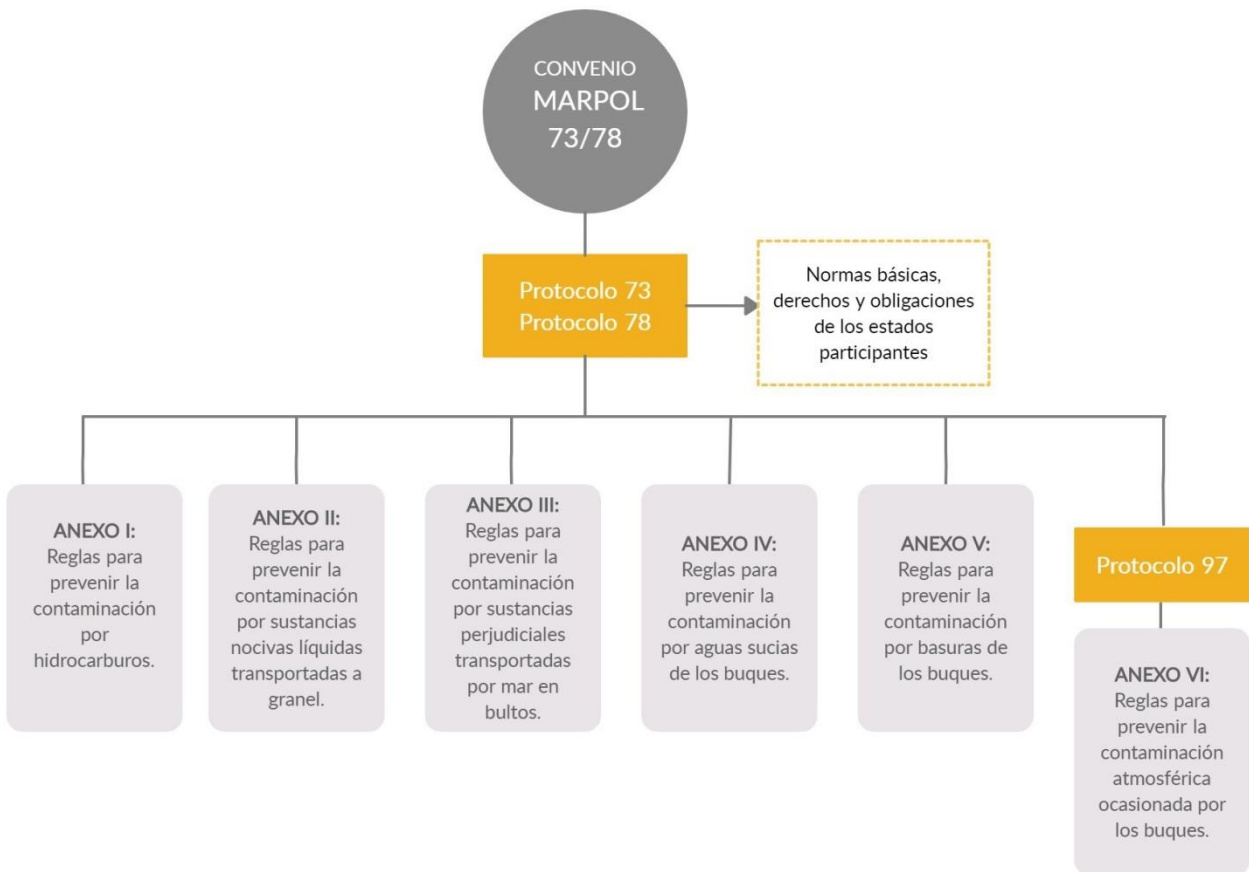 CONVENIO
MARPOL
73/78
Protocolo 73
Protocolo 78
Normas básicas,
derechos y obligaciones
de los estados
participantes
ANEXO I:
Reglas para
prevenir la
contaminación
por
hidrocarburos.
ANEXO II:
Reglas para
prevenir la
contaminación
por sustancias
nocivas líquidas
transportadas a
granel.
ANEXO III:
Reglas para
prevenir la
contaminación
por sustancias
perjudiciales
transportadas
por mar en
bultos.
ANEXO IV:
Reglas para
prevenir la
contaminación
por aguas sucias
de los buques.
ANEXO V:
Reglas para
prevenir la
contaminación
por basuras de
los buques.
Protocolo 97
ANEXO VI:
Reglas para
prevenir la
contaminación
atmosférica
ocasionada por
los buques.